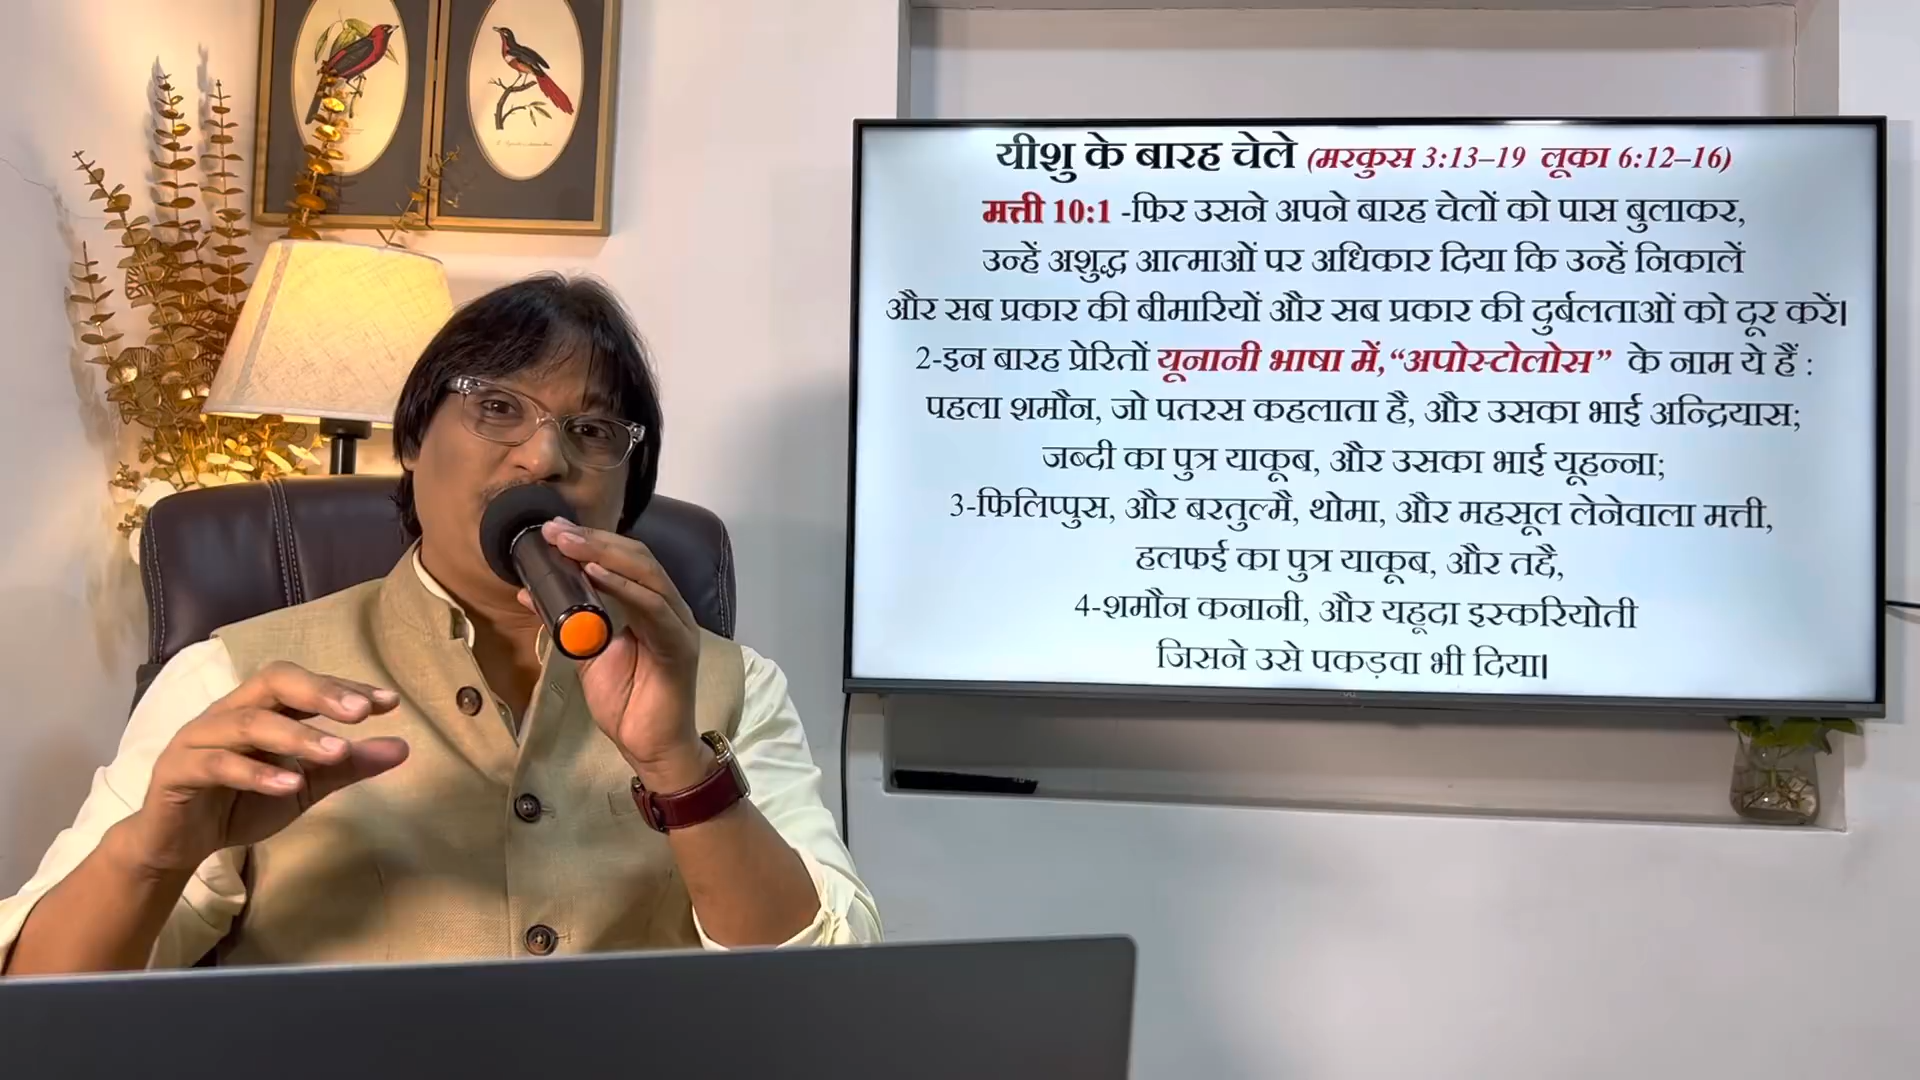 यीशु के बारह चेले (मरकुस 3:13–19 लूका 6:12–16)
मत्ती 10:1 -फिर उसने अपने बारह चेलों को पास बुलाकर,
उन्हें अशुद्ध आत्माओं पर अधिकार दिया कि उन्हें निकालें
और सब प्रकार की बीमारियों और सब प्रकार की दुर्बलताओं को दूर करें।
2-इन बारह प्रेरितों यूनानी भाषा में,“अपोस्टोलोस” के नाम ये हैं :
पहला शमौन, जो पतरस कहलाता है, और उसका भाई अन्द्रियास;
जब्दी का पुत्र याकूब, और उसका भाई यूहन्ना;
3-फिलिप्पुस, और बरतुल्मै, थोमा, और महसूल लेनेवाला मत्ती,
हलफई का पुत्र याकूब, और तद्दै,
4-शमौन कनानी, और यहूदा इस्करियोती
जिसने उसे पकड़वा भी दिया।